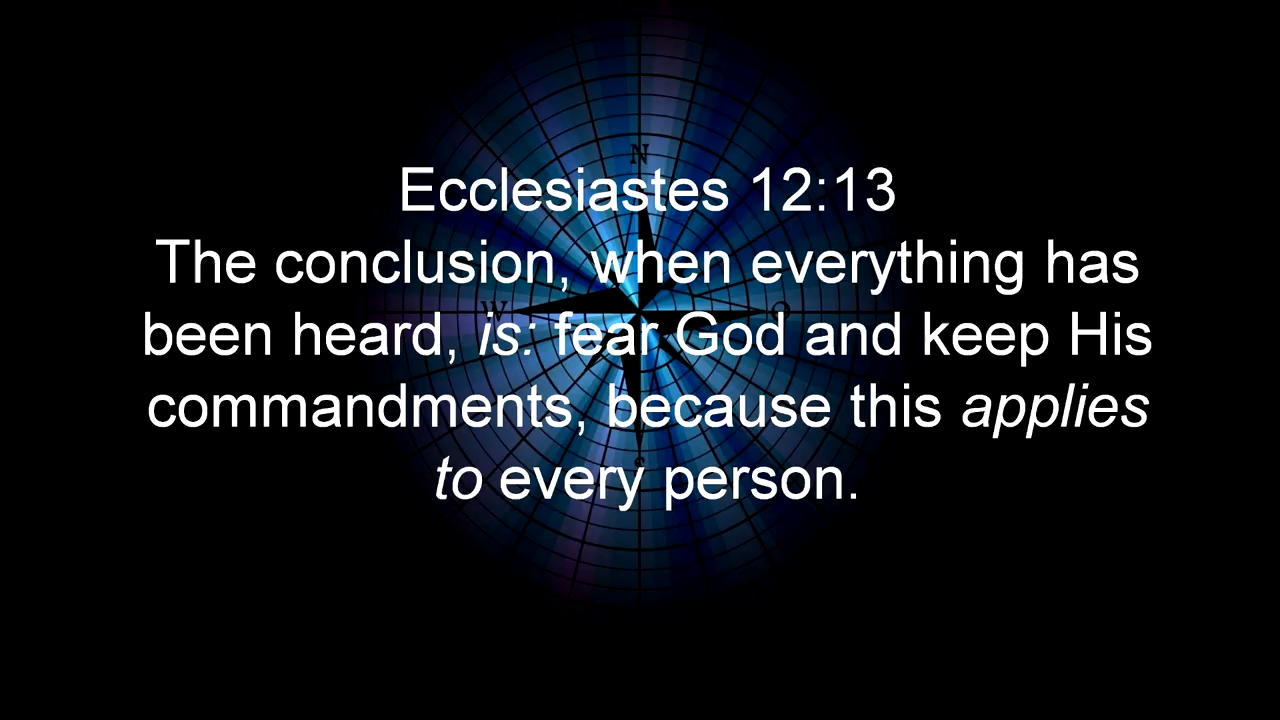 N
Ecclesiastes 12:13
The conclusion, when everything has
W O
been heard, is: fear God and keep His
commandments, because this applies
S
to every person.